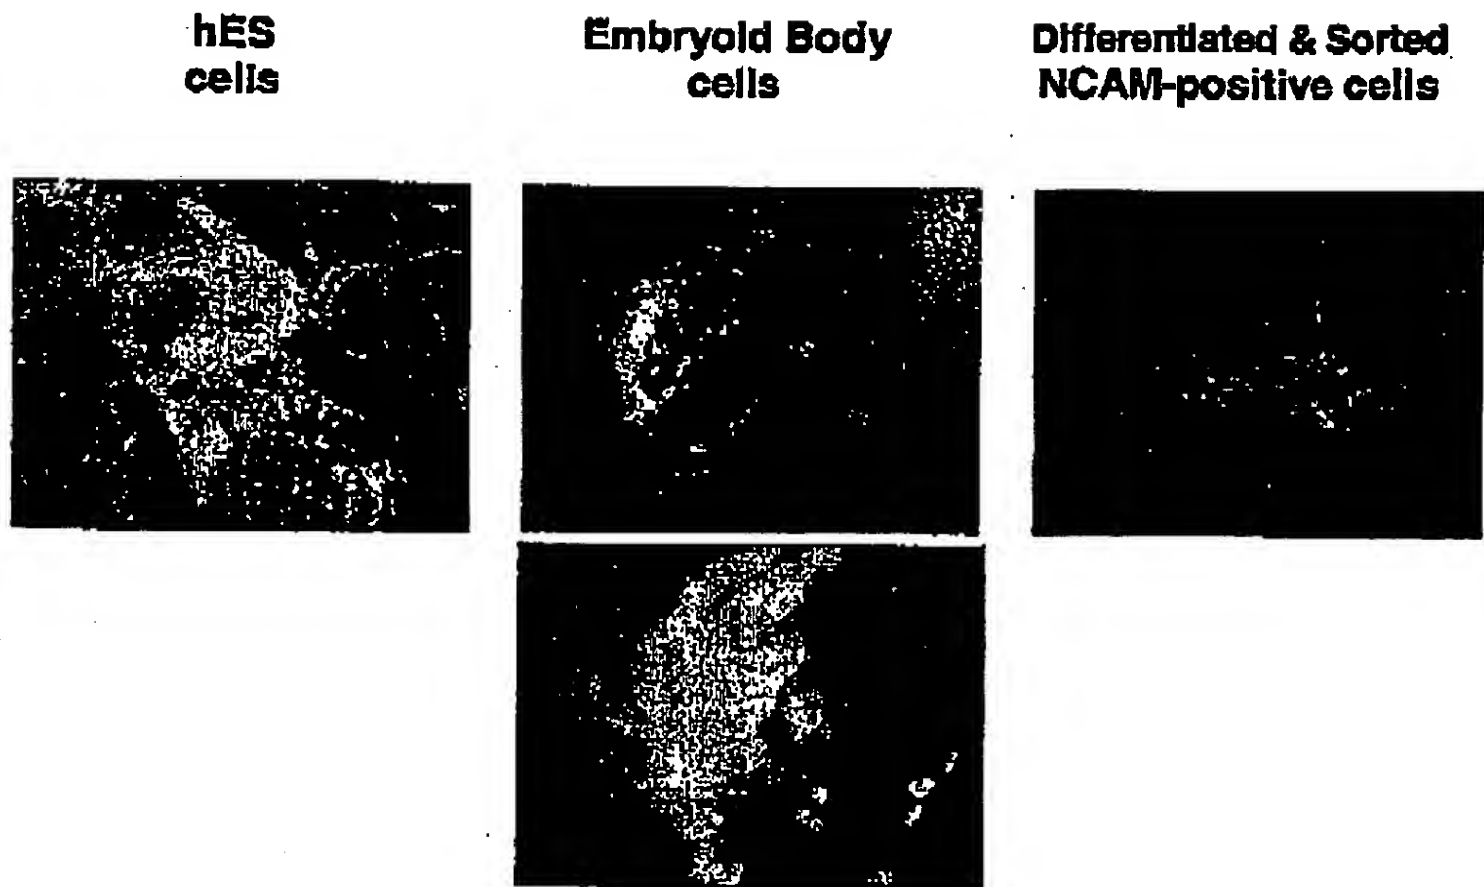 hES
cells
Embryoid Body
cells
Differentiated & Sorted
NCAM-positive cells